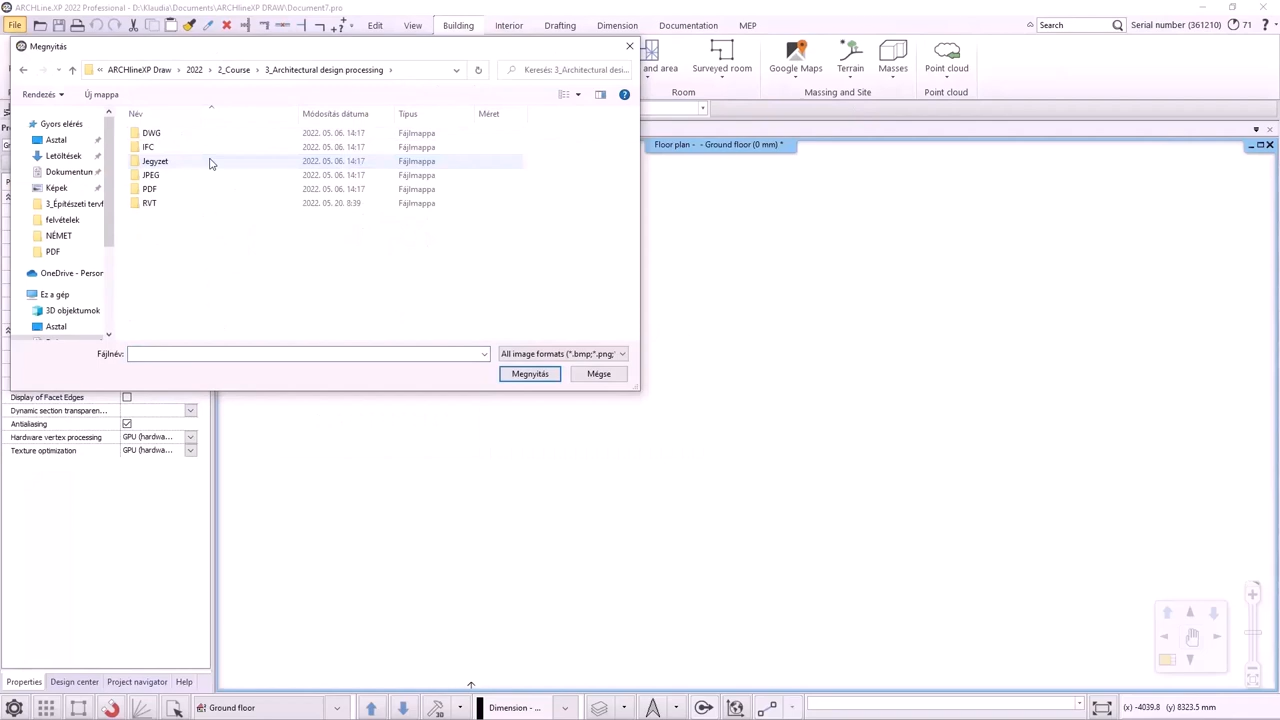 ARCHLine.XP 2022 Professional - D:\Klaudia\Documents\ARCHlineXP DRAW\Document7.pro
File
Edit
View
Building
Interior
Drafting
Dimension
Documentation
MEP
Search
Serial number (361210)
71
Megnyitás
and area
Surveyed room
Google Maps
Terrain
Masses
Point cloud
Room
Massing and Site
Point cloud
« ARCHlineXP Draw > 2022 > 2_Course > 3_Architectural design processing >
Keresés: 3_Architectural desi...
Rendezés
Új mappa
Név
Módosítás dátuma
Típus
Méret
DWG 2022. 05. 06. 14:17 Fájlmappa
IFC 2022. 05. 06. 14:17 Fájlmappa
Jegyzet 2022. 05. 06. 14:17 Fájlmappa
JPEG 2022. 05. 06. 14:17 Fájlmappa
PDF 2022. 05. 06. 14:17 Fájlmappa
RVT 2022. 05. 20. 8:39 Fájlmappa
Gyors elérés
Asztal
Letöltések
Dokumentun
Képek
3_Építészeti tervf
felvételek
NÉMET
PDF
OneDrive - Person
Ez a gép
3D objektumok
Asztal
Fájlnév:
All image formats (*.bmp;*.png;
Megnyitás
Mégse
Floor plan - - Ground floor (0 mm) *
Display of Facet Edges
Dynamic section transparen...
Antialiasing
Hardware vertex processing GPU (hardwa...
Texture optimization GPU (hardwa...
Properties
Design center
Project navigator
Help
Ground floor
Dimension - ...
(x) -4039.8 (y) 8323.5 mm